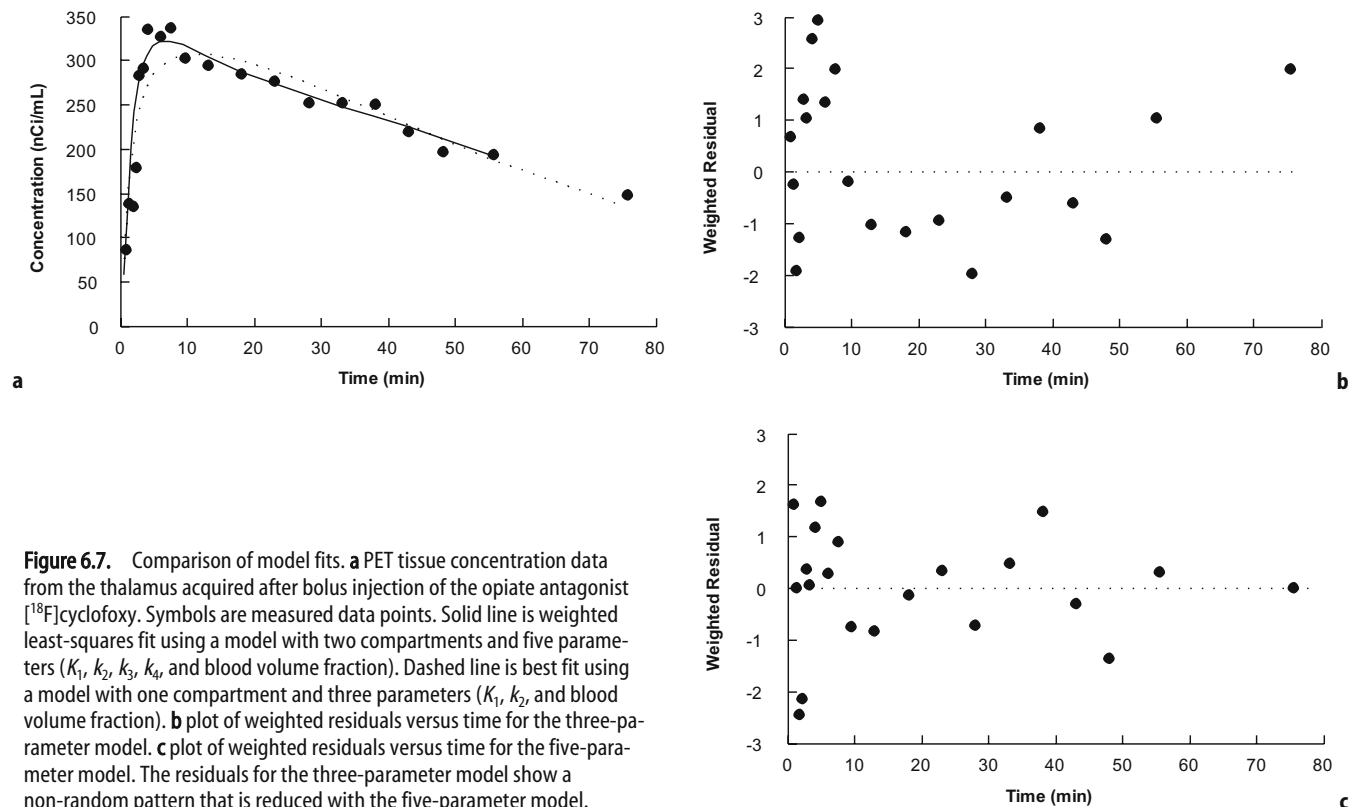 350
300
250
200
150
100
50
0
Concentration (nCi/mL)
0 10 20 30 40 50 60 70 80
Time (min)
a
3
2
1
0
-1
-2
-3
Weighted Residual
0 10 20 30 40 50 60 70 80
Time (min)
b
Figure 6.7. Comparison of model fits. a PET tissue concentration data
from the thalamus acquired after bolus injection of the opiate antagonist
[¹⁸F]cyclofoxy. Symbols are measured data points. Solid line is weighted
least-squares fit using a model with two compartments and five parame-
ters (K₁, k₂, k₃, k₄, and blood volume fraction). Dashed line is best fit using
a model with one compartment and three parameters (K₁, k₂, and blood
volume fraction). b plot of weighted residuals versus time for the three-pa-
rameter model. c plot of weighted residuals versus time for the five-para-
meter model. The residuals for the three-parameter model show a
non-random pattern that is reduced with the five-parameter model.
3
2
1
0
-1
-2
-3
Weighted Residual
0 10 20 30 40 50 60 70 80
Time (min)
c